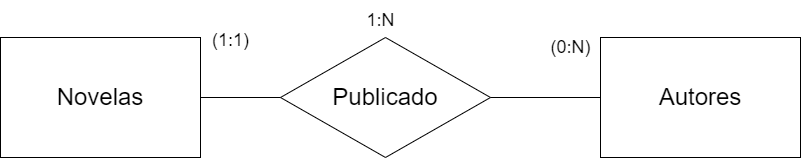 1:N
(1:1)
(0:N)
Novelas
Publicado
Autores